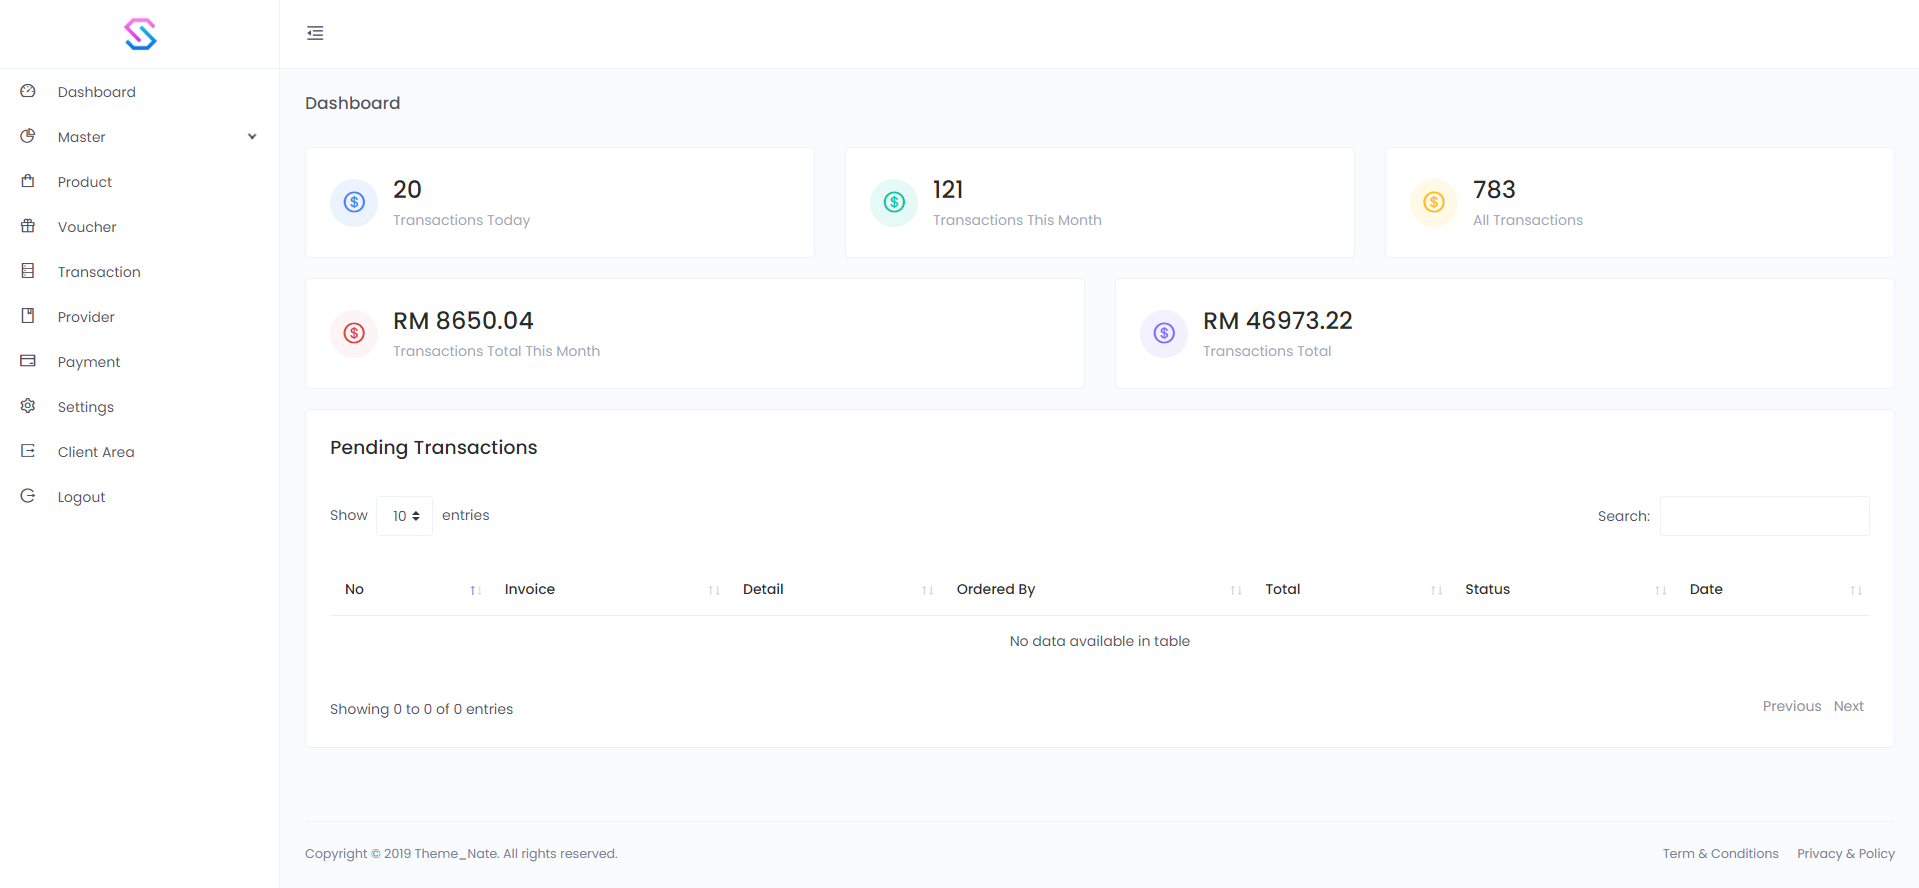 Dashboard
Master
Product
Voucher
Transaction
Provider
Payment
Settings
Client Area
Logout
Dashboard
20
Transactions Today
121
Transactions This Month
783
All Transactions
RM 8650.04
Transactions Total This Month
RM 46973.22
Transactions Total
Pending Transactions
Show 10 entries
Search:
No Invoice Detail Ordered By Total Status Date
No data available in table
Showing 0 to 0 of 0 entries
Previous Next
Copyright © 2019 Theme_Nate. All rights reserved.
Term & Conditions Privacy & Policy